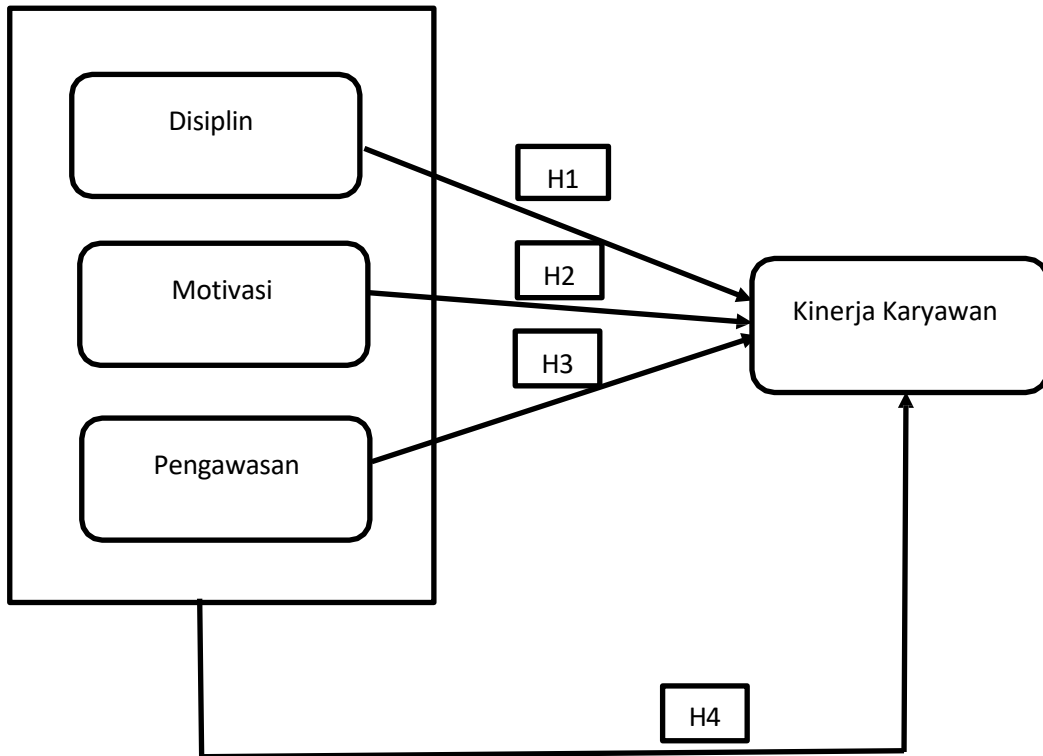 Disiplin
H1
Motivasi
H2
Kinerja Karyawan
H3
Pengawasan
H4